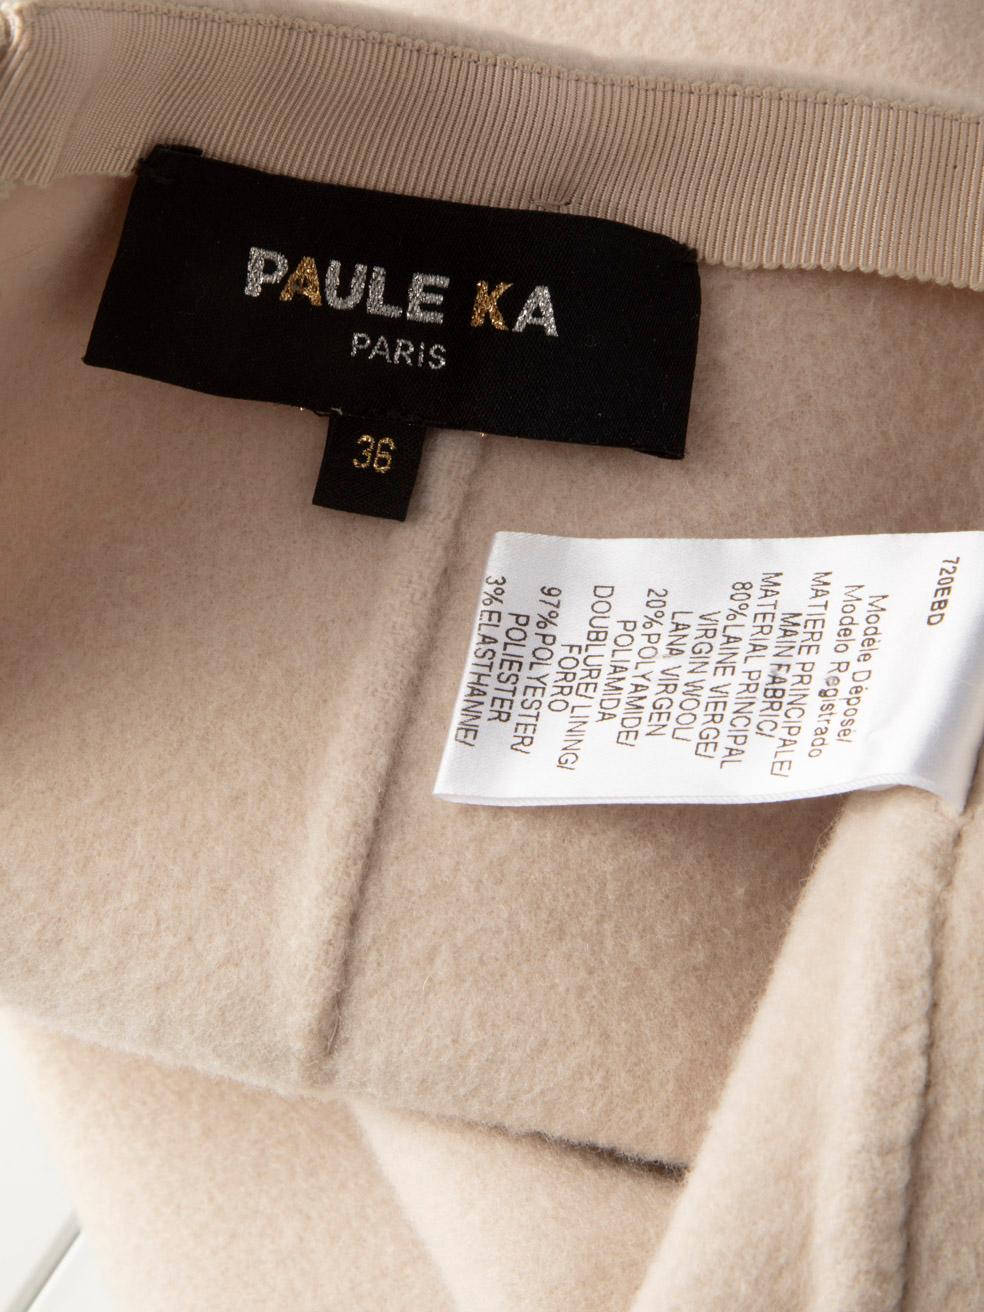 PAULE KA
PARIS
36
720EBD
Modèle Déposé/
Modelo Registrado
MATIERE PRINCIPALE/
MAIN FABRIC/
MATERIAL PRINCIPAL
80%LAINE VIERGE/
VIRGIN WOOL/
LANA VIRGEN
20%POLYAMIDE/
POLIAMIDA
DOUBLURE/ LINING/
FORRO
97%POLYESTER/
POLIESTER
3%ELASTHANNE/